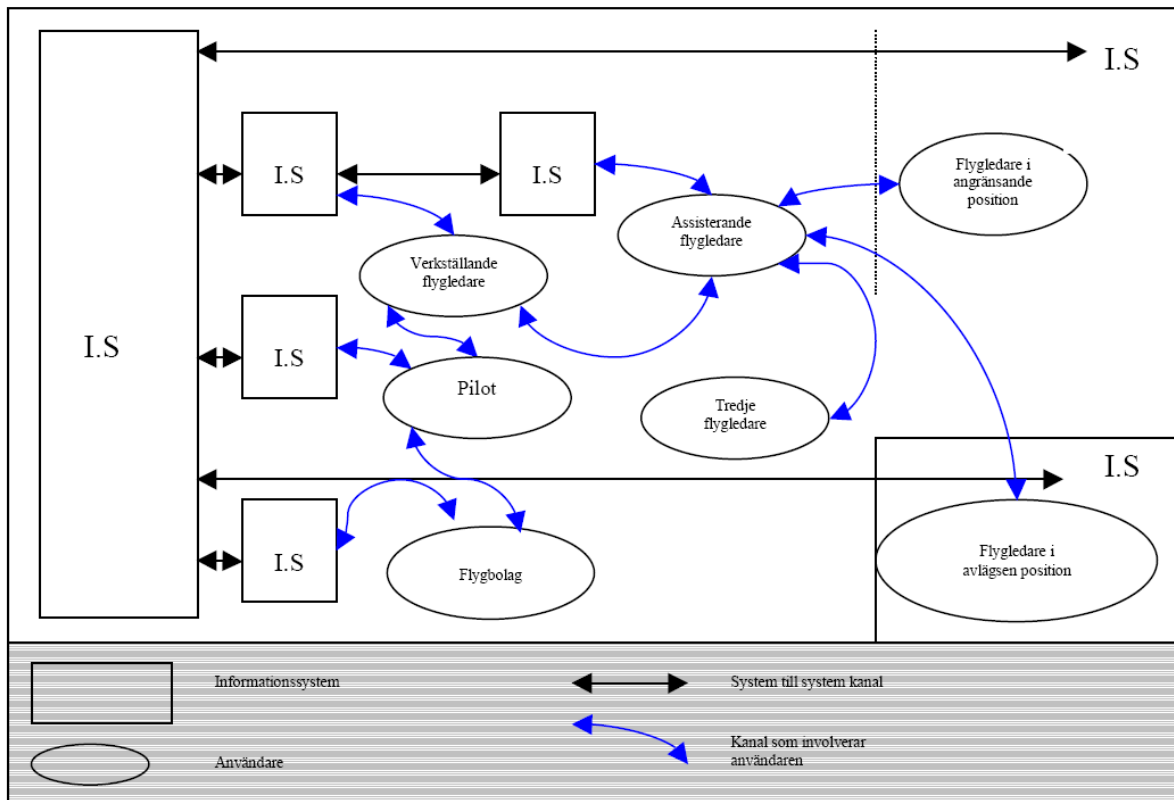 I.S
I.S
I.S
I.S
Flygledare i
angränsande
position
Assisterande
flygledare
Verkställande
flygledare
I.S
I.S
Pilot
Tredje
flygledare
I.S
I.S
Flygbolag
Flygledare i
avlägsen position
Informationssystem
System till system kanal
Användare
Kanal som involverar
användaren